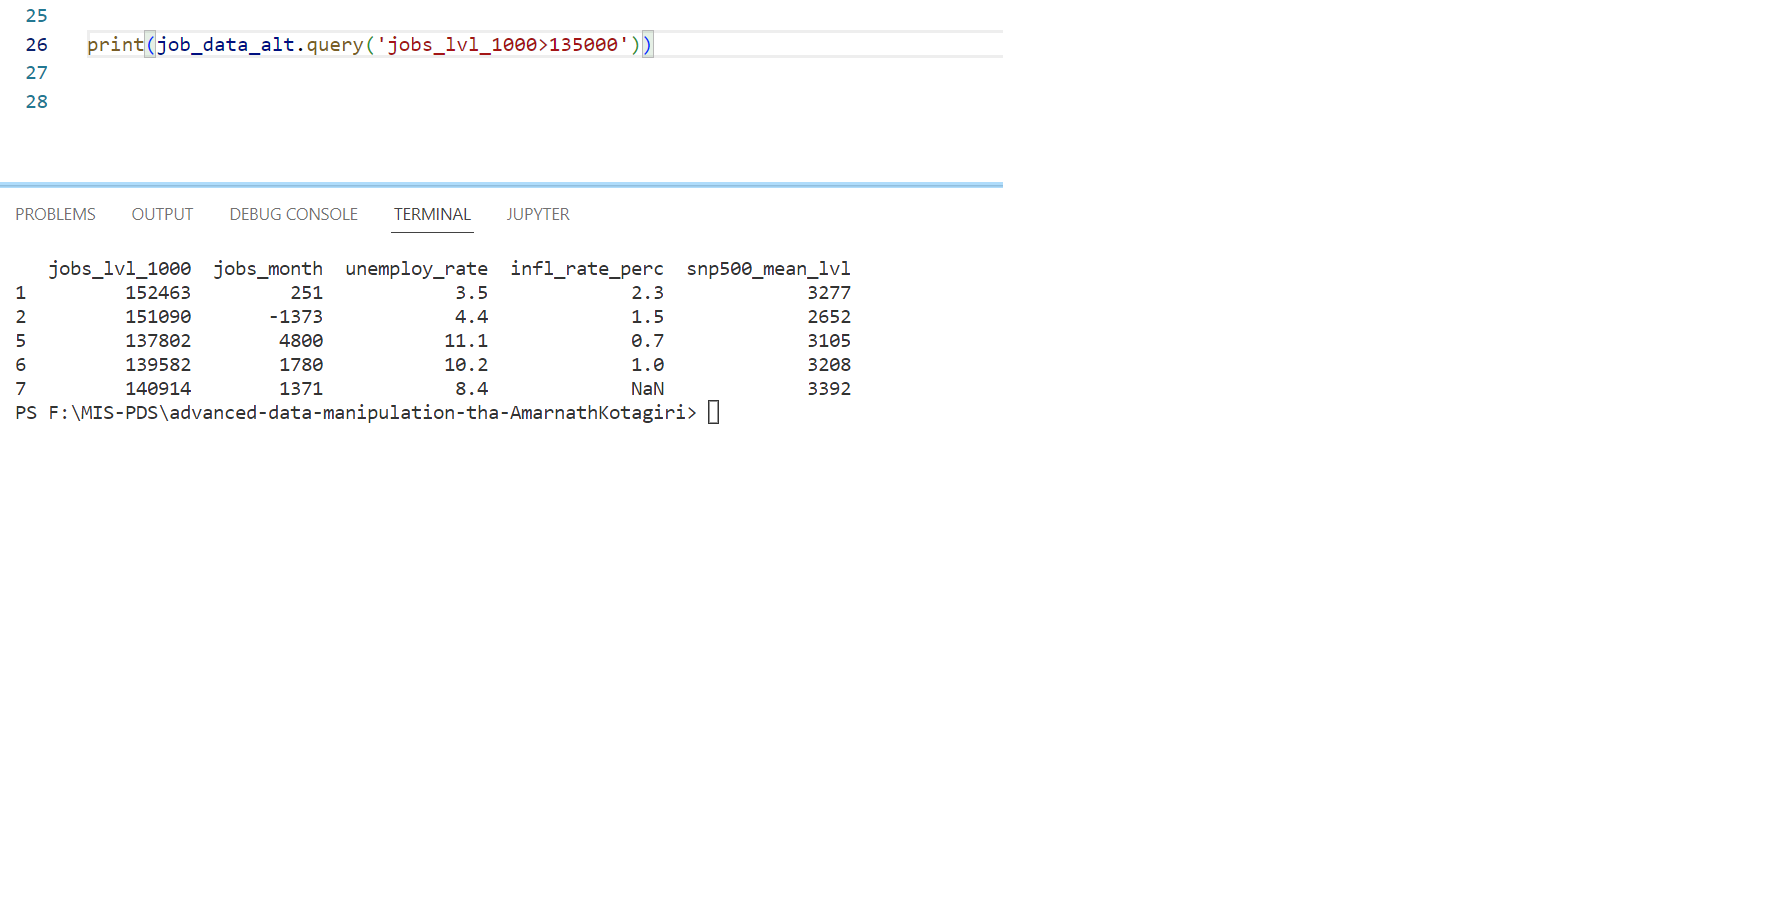 25
26 print(job_data_alt.query('jobs_lvl_1000>135000'))
27
28
PROBLEMS OUTPUT DEBUG CONSOLE TERMINAL JUPYTER
jobs_lvl_1000 jobs_month unemploy_rate infl_rate_perc snp500_mean_lvl
1 152463 251 3.5 2.3 3277
2 151090 -1373 4.4 1.5 2652
5 137802 4800 11.1 0.7 3105
6 139582 1780 10.2 1.0 3208
7 140914 1371 8.4 NaN 3392
PS F:\MIS-PDS\advanced-data-manipulation-tha-AmarnathKotagiri>